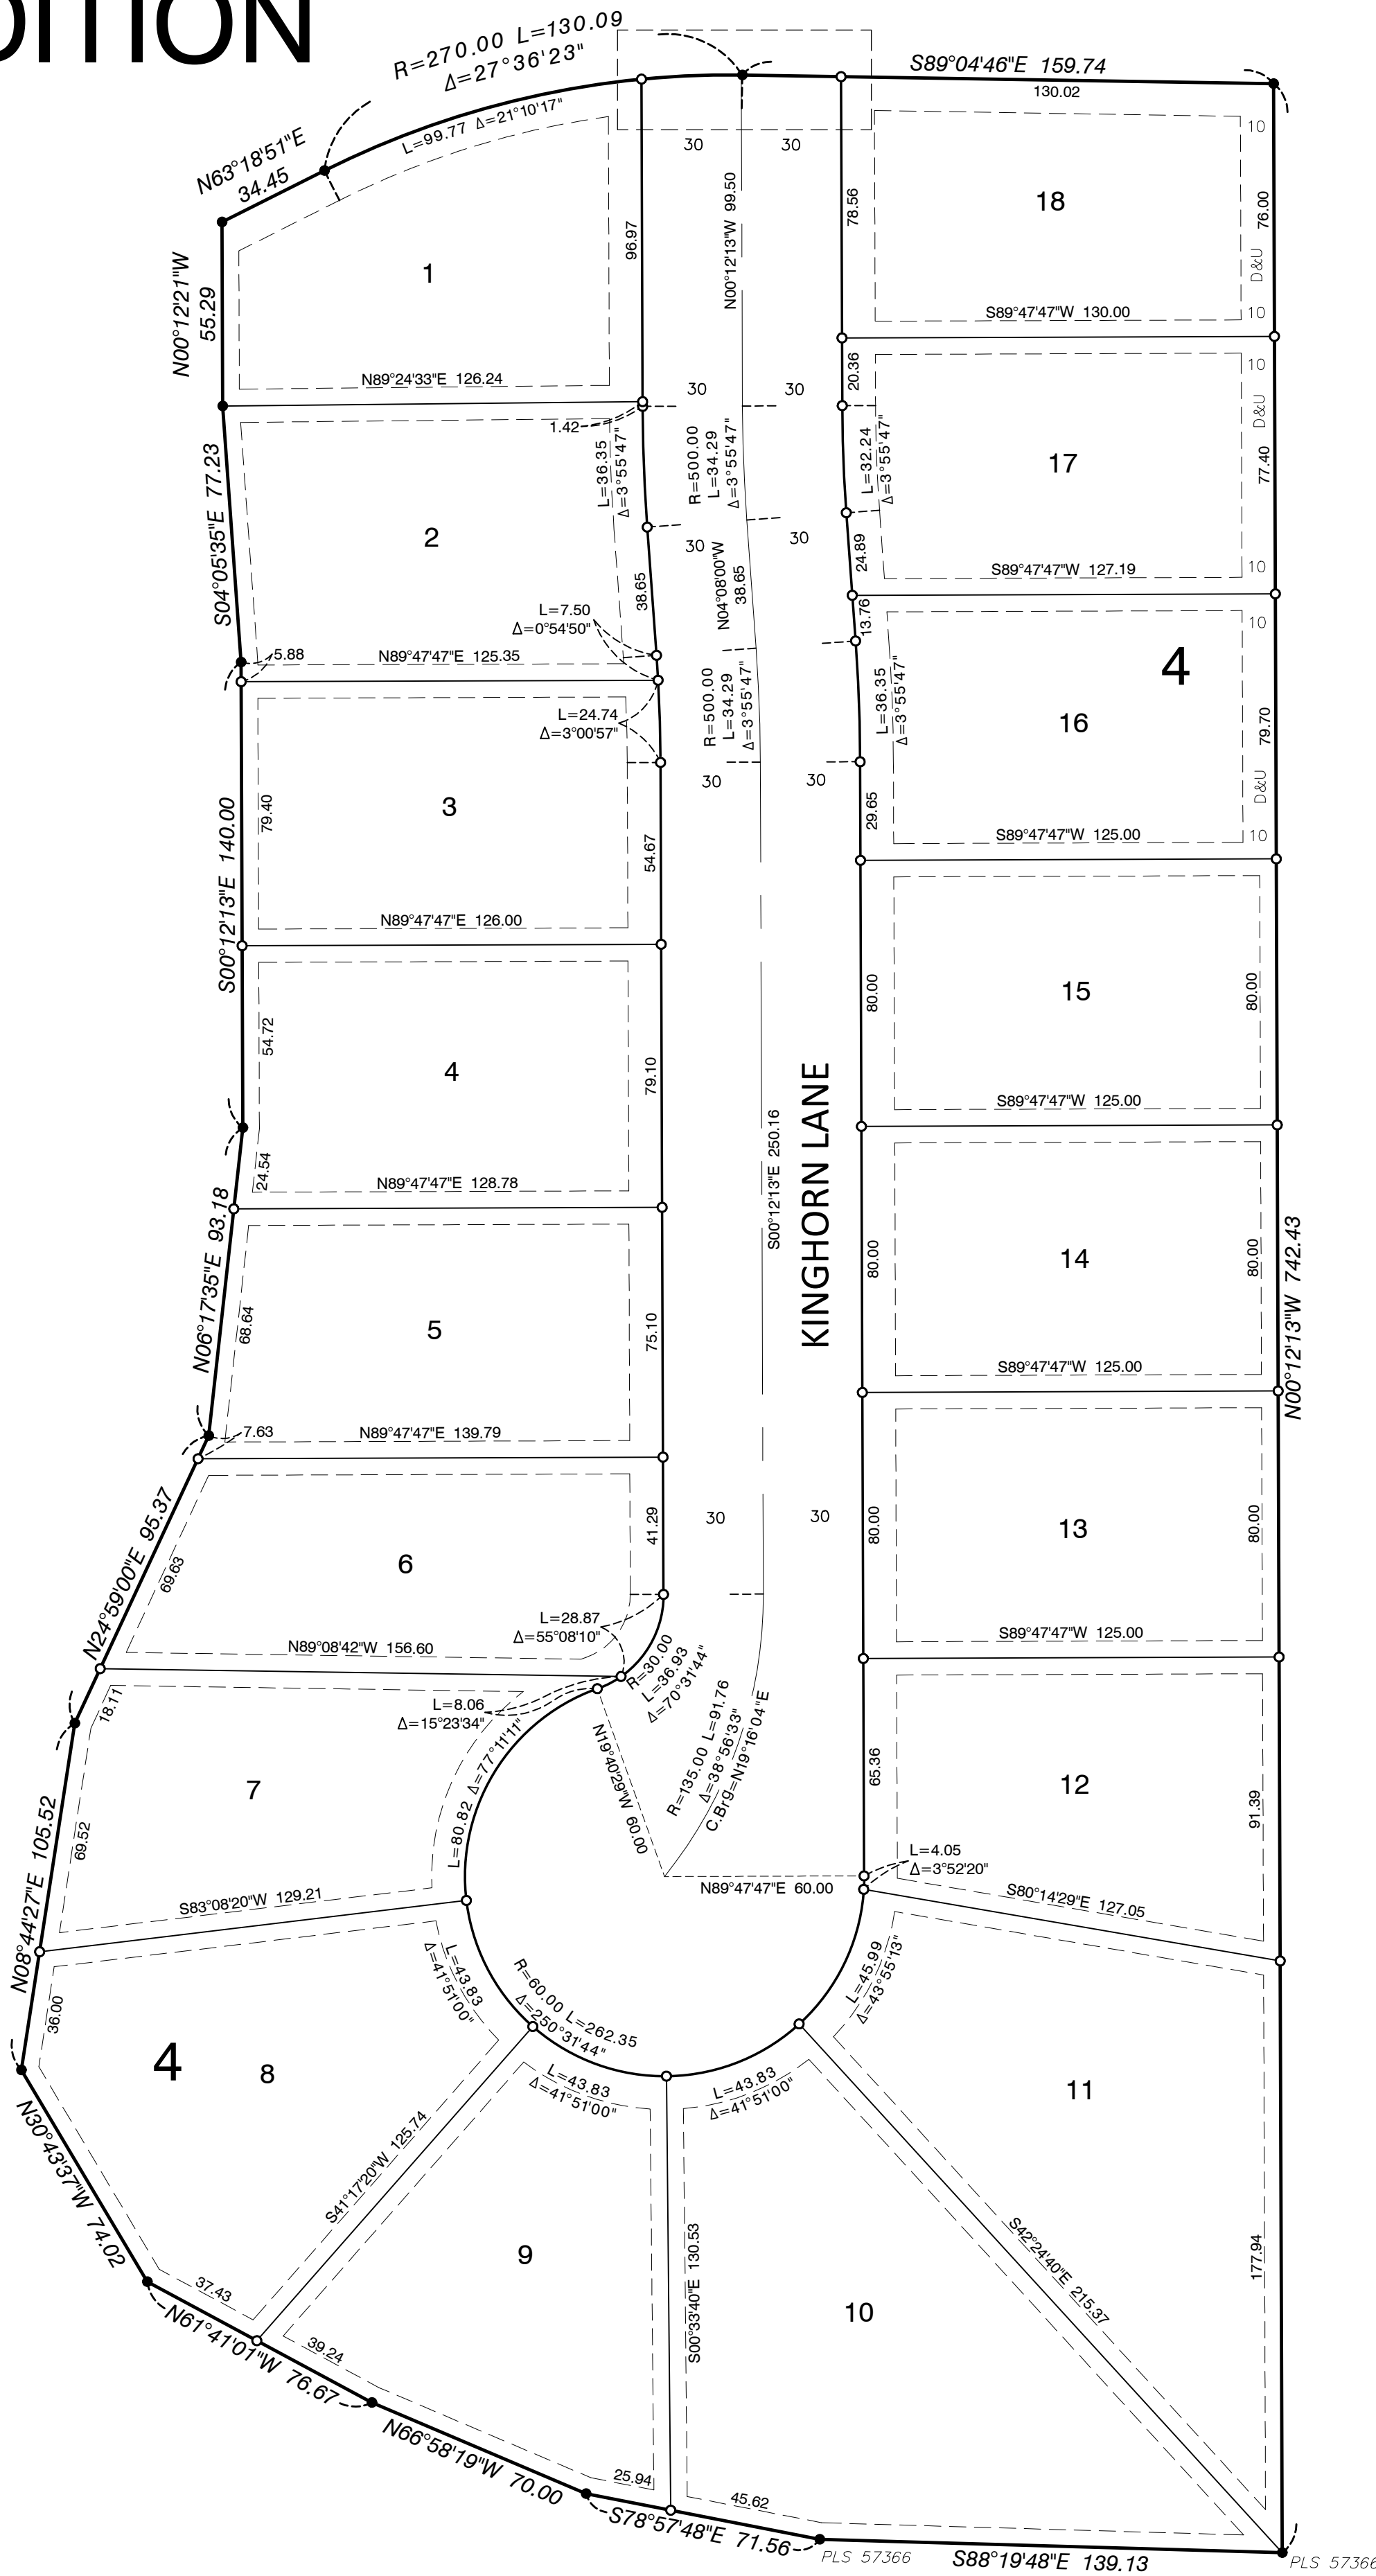 DITION
R=270.00 L=130.09
Δ=27°36'23"
S89°04'46"E 159.74
130.02
L=99.77 Δ=21°10'17"
N63°18'51"E
34.45
30 30
10
N00°12'21"W
55.29
1
96.97
N00°12'13"W 99.50
78.56
18
76.00
D&U
S89°47'47"W 130.00
10
N89°24'33"E 126.24
30 30
20.36
10
D&U
1.42
S04°05'35"E 77.23
L=36.35
Δ=3°55'47"
R=500.00
L=34.29
Δ=3°55'47"
L=32.24
Δ=3°55'47"
17
77.40
2
30 30
24.89
S89°47'47"W 127.19
10
38.65
N04°08'00"W
38.65
L=7.50
Δ=0°54'50"
13.76
10
5.88
N89°47'47"E 125.35
4
L=24.74
Δ=3°00'57"
R=500.00
L=34.29
Δ=3°55'47"
L=36.35
Δ=3°55'47"
16
79.70
30 30
D&U
S00°12'13"E 140.00
79.40
3
54.67
29.65
S89°47'47"W 125.00
10
N89°47'47"E 126.00
80.00
15
80.00
54.72
4
79.10
S89°47'47"W 125.00
24.54
N89°47'47"E 128.78
S00°12'13"E 250.16
KINGHORN LANE
80.00
14
80.00
N06°17'35"E 93.18
68.64
5
75.10
N00°12'13"W 742.43
S89°47'47"W 125.00
7.63
N89°47'47"E 139.79
N24°59'00"E 95.37
69.63
6
41.29
30 30
80.00
13
80.00
L=28.87
Δ=55°08'10"
N89°08'42"W 156.60
S89°47'47"W 125.00
R=30.00
L=36.93
Δ=70°31'44"
18.11
L=8.06
Δ=15°23'34"
R=135.00 L=91.76
Δ=38°56'33"
C.Brg=N19°16'04"E
N19°40'29"W 60.00
L=80.82 Δ=77°11'11"
65.36
12
91.39
7
69.52
N08°44'27"E 105.52
L=4.05
Δ=3°52'20"
N89°47'47"E 60.00
S83°08'20"W 129.21
S80°14'29"E 127.05
L=43.83
Δ=41°51'00"
R=60.00 L=262.35
Δ=250°31'44"
L=45.99
Δ=43°55'13"
36.00
4
8
L=43.83
Δ=41°51'00"
L=43.83
Δ=41°51'00"
11
N30°43'37"W 74.02
S41°17'20"W 125.74
9
S00°33'40"E 130.53
10
S42°24'40"E 215.37
177.94
37.43
N61°41'01"W 76.67
39.24
N66°58'19"W 70.00
25.94
45.62
S78°57'48"E 71.56
PLS 57366
S88°19'48"E 139.13
PLS 57366